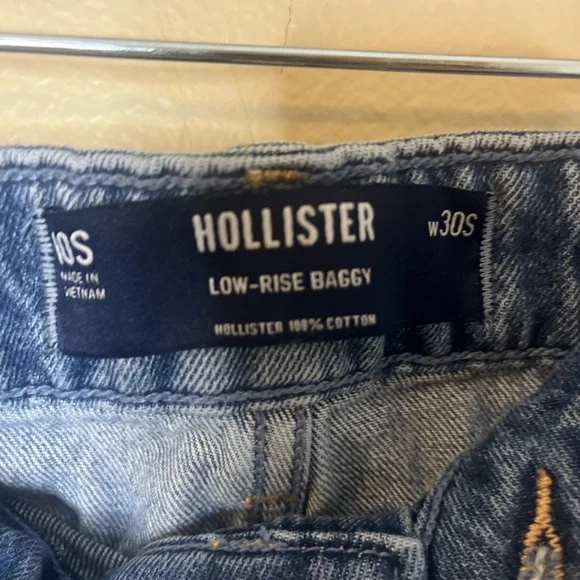 10S
MADE IN
VIETNAM
HOLLISTER
LOW-RISE BAGGY
HOLLISTER 100% COTTON
W30S